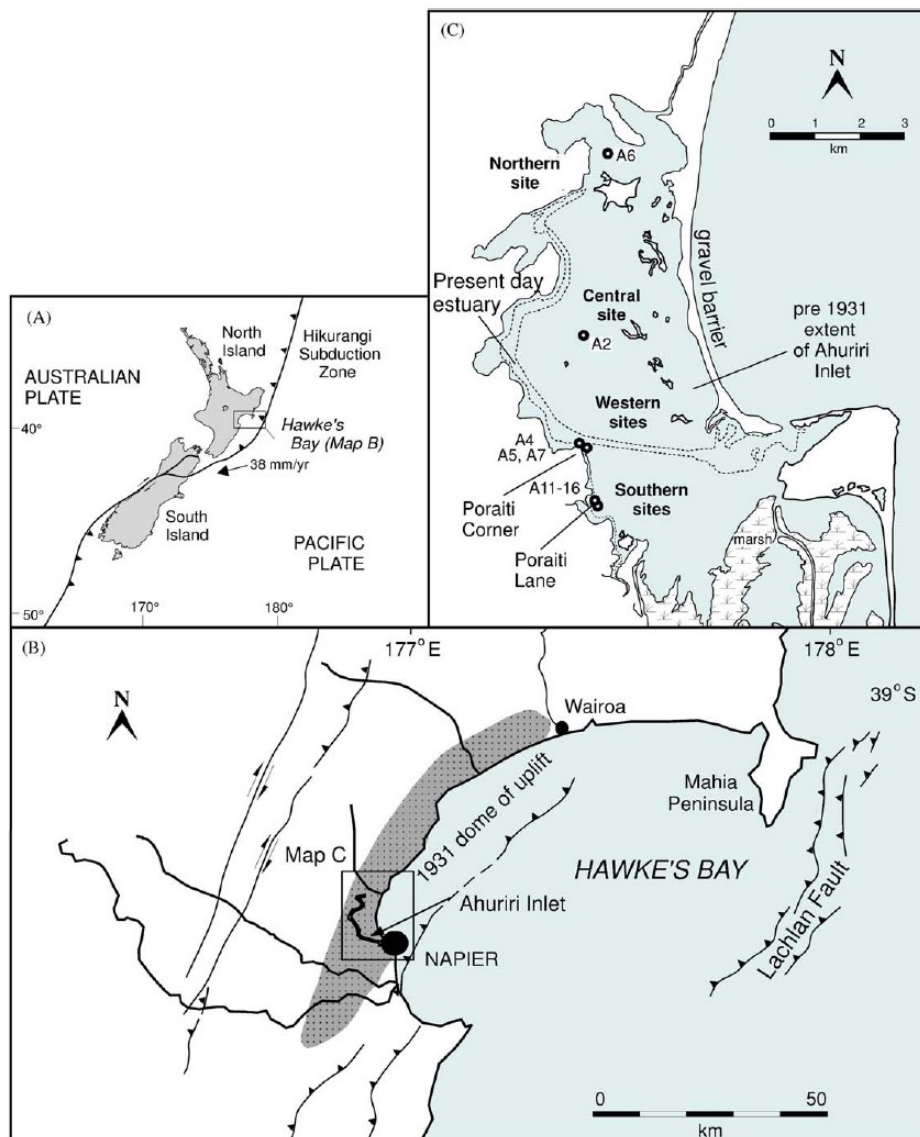 (A)
North
Island
Hikurangi
Subduction
Zone
AUSTRALIAN
PLATE
Hawke's
Bay (Map B)
40°
38 mm/yr
South
Island
PACIFIC
PLATE
50°
170°
180°
(C)
N
0 1 2 3
km
Northern
site
A6
gravel barrier
Present day
estuary
Central
site
A2
pre 1931
extent
of Ahuriri
Inlet
Western
sites
A4
A5, A7
A11-16
Southern
sites
Poraiti
Corner
Poraiti
Lane
marsh
(B)
177°E
178°E
N
39°S
Wairoa
Mahia
Peninsula
1931 dome of uplift
Map C
HAWKE'S BAY
Ahuriri Inlet
Lachlan Fault
NAPIER
0 50
km